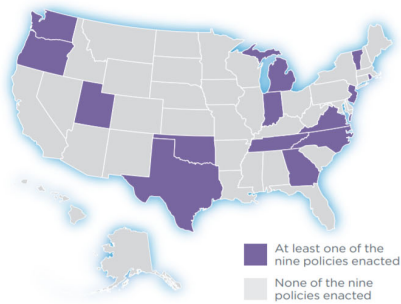 At least one of the
nine policies enacted
None of the nine
policies enacted